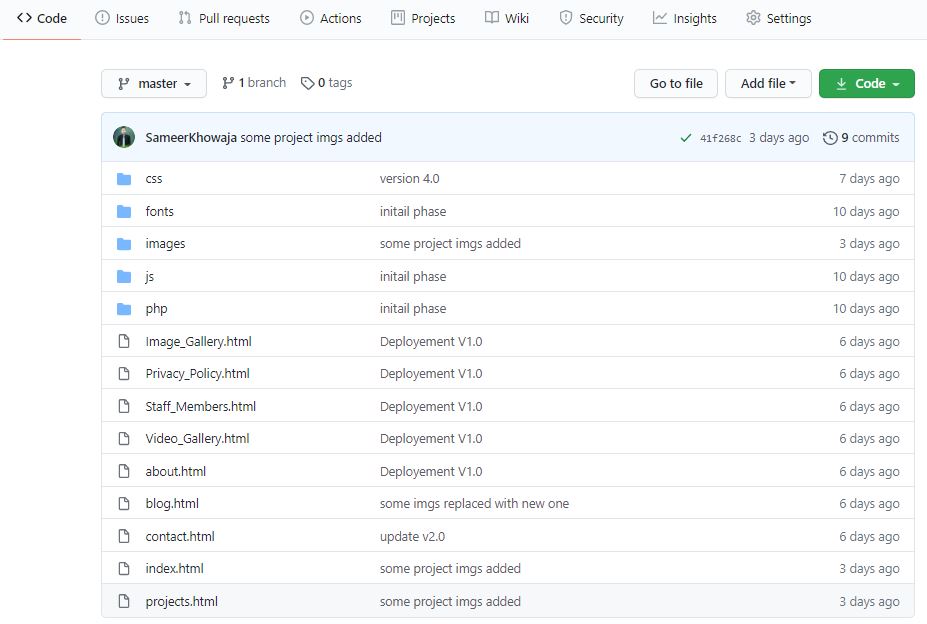 Code Issues Pull requests Actions Projects Wiki Security Insights Settings
master 1 branch 0 tags Go to file Add file Code
SameerKhowaja some project imgs added 41f268c 3 days ago 9 commits
css version 4.0 7 days ago
fonts initail phase 10 days ago
images some project imgs added 3 days ago
js initail phase 10 days ago
php initail phase 10 days ago
Image_Gallery.html Deployement V1.0 6 days ago
Privacy_Policy.html Deployement V1.0 6 days ago
Staff_Members.html Deployement V1.0 6 days ago
Video_Gallery.html Deployement V1.0 6 days ago
about.html Deployement V1.0 6 days ago
blog.html some imgs replaced with new one 6 days ago
contact.html update v2.0 6 days ago
index.html some project imgs added 3 days ago
projects.html some project imgs added 3 days ago